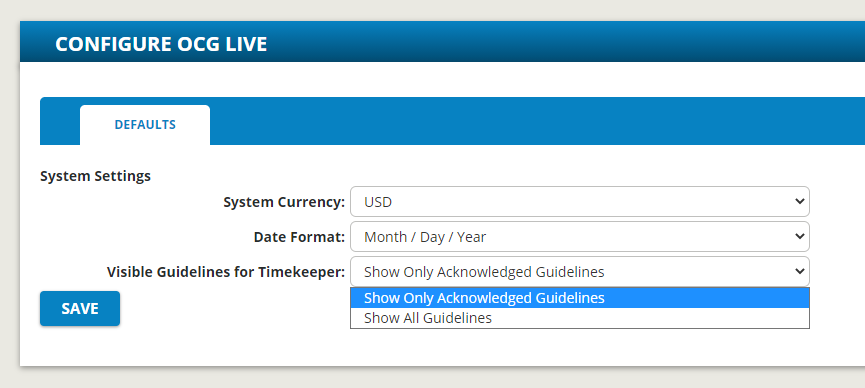 CONFIGURE OCG LIVE
DEFAULTS
System Settings
System Currency: USD
Date Format: Month / Day / Year
Visible Guidelines for Timekeeper: Show Only Acknowledged Guidelines
Show Only Acknowledged Guidelines
SAVE
Show All Guidelines